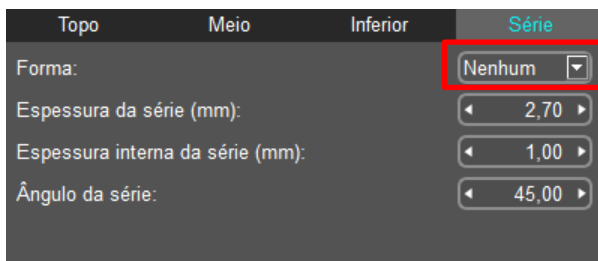 Topo Meio Inferior Série
Forma: Nenhum
Espessura da série (mm): 2,70
Espessura interna da série (mm): 1,00
Ângulo da série: 45,00